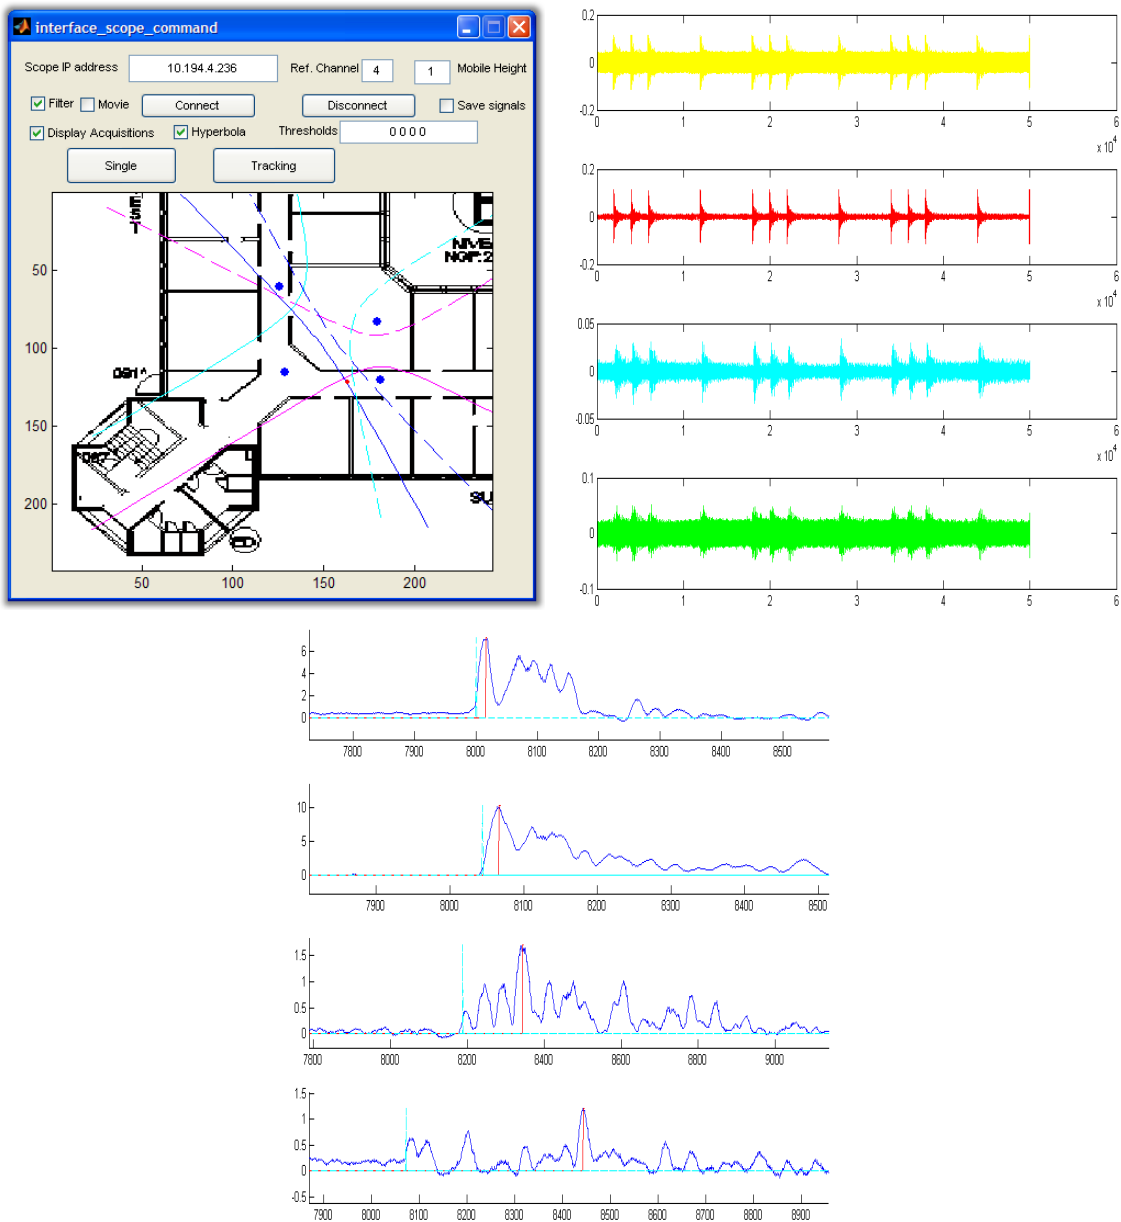 interface_scope_command
Scope IP address 10.194.4.236 Ref. Channel 4 1 Mobile Height
Filter Movie Connect Disconnect Save signals
Display Acquisitions Hyperbola Thresholds 0 0 0 0
Single Tracking
50
100
150
200
50 100 150 200
NGF:2
SU
0.2
0
-0.2
0 1 2 3 4 5 6
x 10^4
0.2
0
-0.2
0 1 2 3 4 5 6
x 10^4
0.05
0
-0.05
0 1 2 3 4 5 6
x 10^4
0.1
0
-0.1
0 1 2 3 4 5 6
6
4
2
0
7800 7900 8000 8100 8200 8300 8400 8500
10
5
0
7900 8000 8100 8200 8300 8400 8500
1.5
1
0.5
0
7800 8000 8200 8400 8600 8800 9000
1.5
1
0.5
0
-0.5
7900 8000 8100 8200 8300 8400 8500 8600 8700 8800 8900